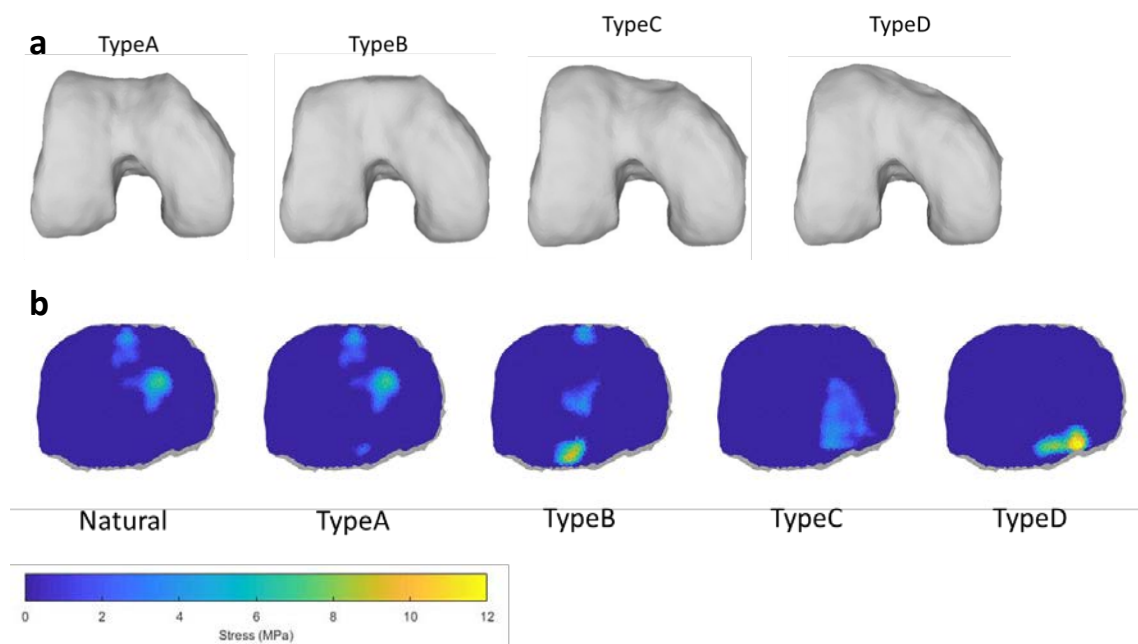 a
TypeA
TypeB
TypeC
TypeD
b
Natural
TypeA
TypeB
TypeC
TypeD
0
2
4
6
8
10
12
Stress (MPa)